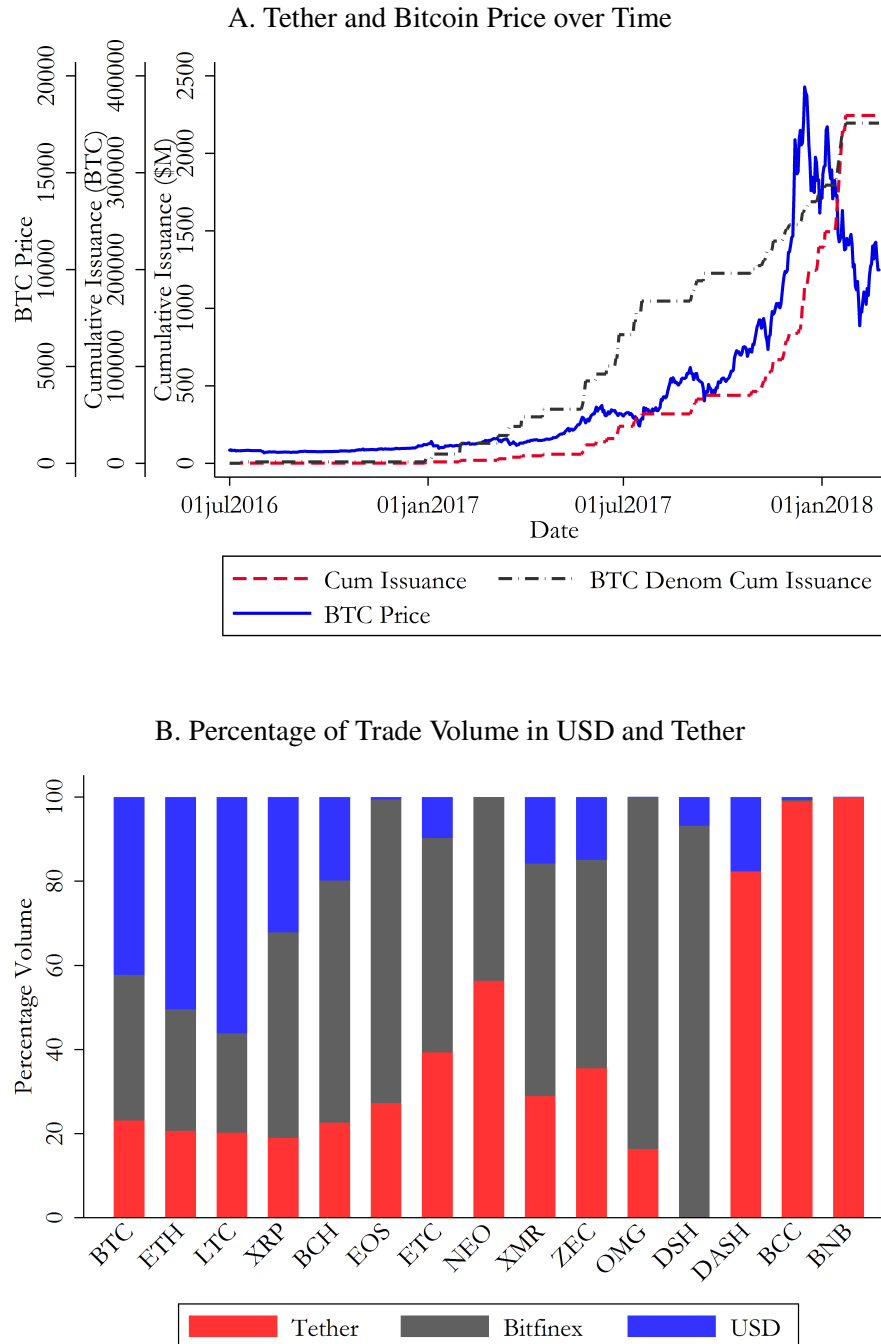 A. Tether and Bitcoin Price over Time
BTC Price
0 5000 10000 15000 20000
Cumulative Issuance (BTC)
0 100000 200000 300000 400000
Cumulative Issuance ($M)
0 500 1000 1500 2000 2500
01jul2016 01jan2017 01jul2017 01jan2018
Date
Cum Issuance BTC Denom Cum Issuance
BTC Price
B. Percentage of Trade Volume in USD and Tether
Percentage Volume
0 20 40 60 80 100
BTC ETH LTC XRP BCH EOS ETC NEO XMR ZEC OMG DSH DASH BCC BNB
Tether Bitfinex USD